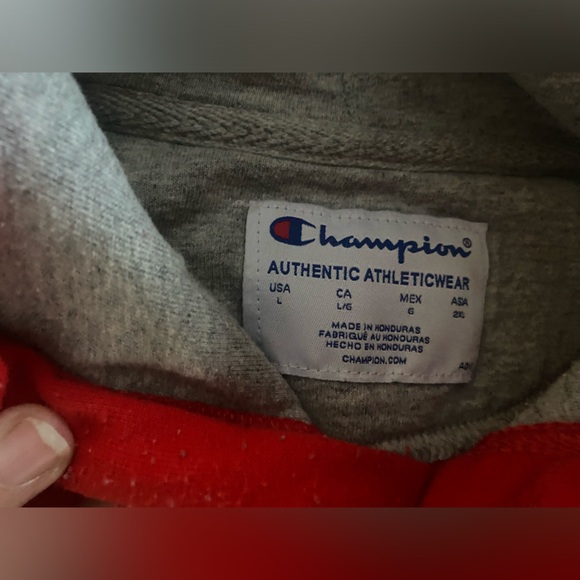 Champion®
AUTHENTIC ATHLETICWEAR
USA CA MEX ASIA
L L/G G 2XL
MADE IN HONDURAS
FABRIQUÉ AU HONDURAS
HECHO EN HONDURAS
CHAMPION.COM